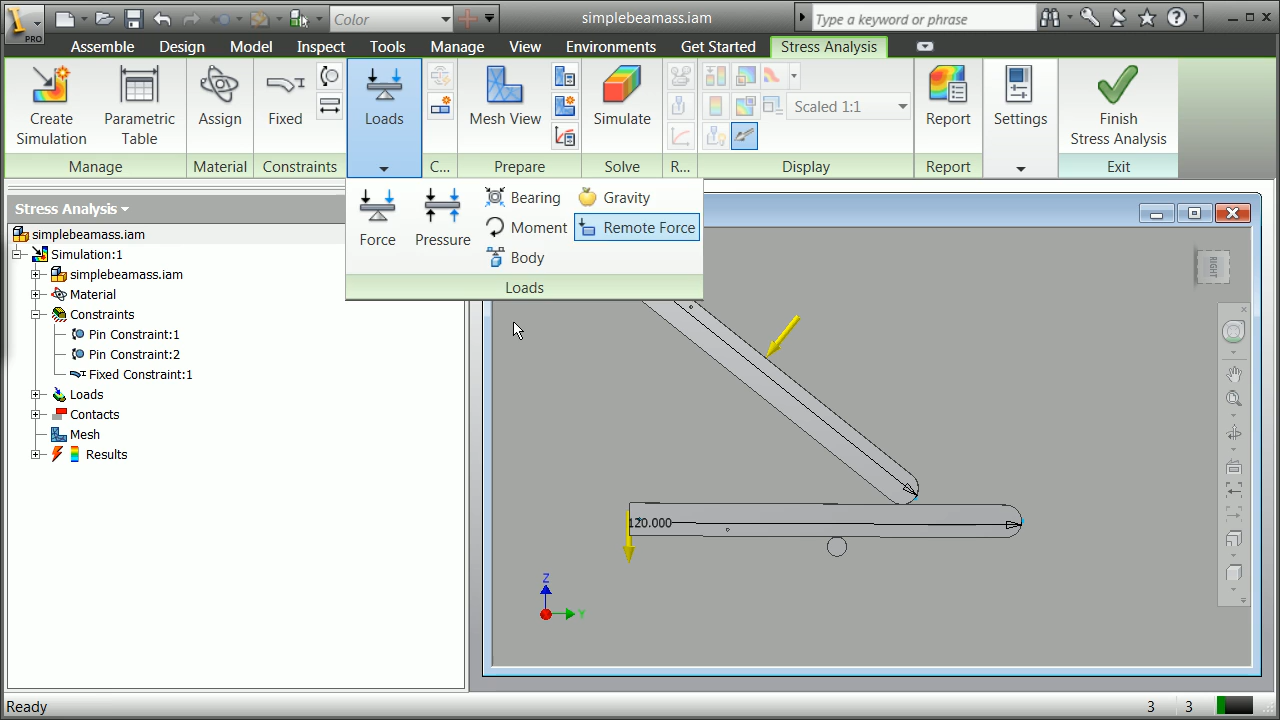 PRO
Color
simplebeamass.iam
Type a keyword or phrase
Assemble Design Model Inspect Tools Manage View Environments Get Started Stress Analysis
Create Simulation
Parametric Table
Assign
Fixed
Loads
Mesh View
Simulate
Scaled 1:1
Report
Settings
Finish Stress Analysis
Manage Material Constraints C... Prepare Solve R... Display Report Exit
Force
Pressure
Bearing
Moment
Body
Gravity
Remote Force
Loads
Stress Analysis
simplebeamass.iam
Simulation:1
simplebeamass.iam
Material
Constraints
Pin Constraint:1
Pin Constraint:2
Fixed Constraint:1
Loads
Contacts
Mesh
Results
RIGHT
120.000
Z
Y
Ready
3 3